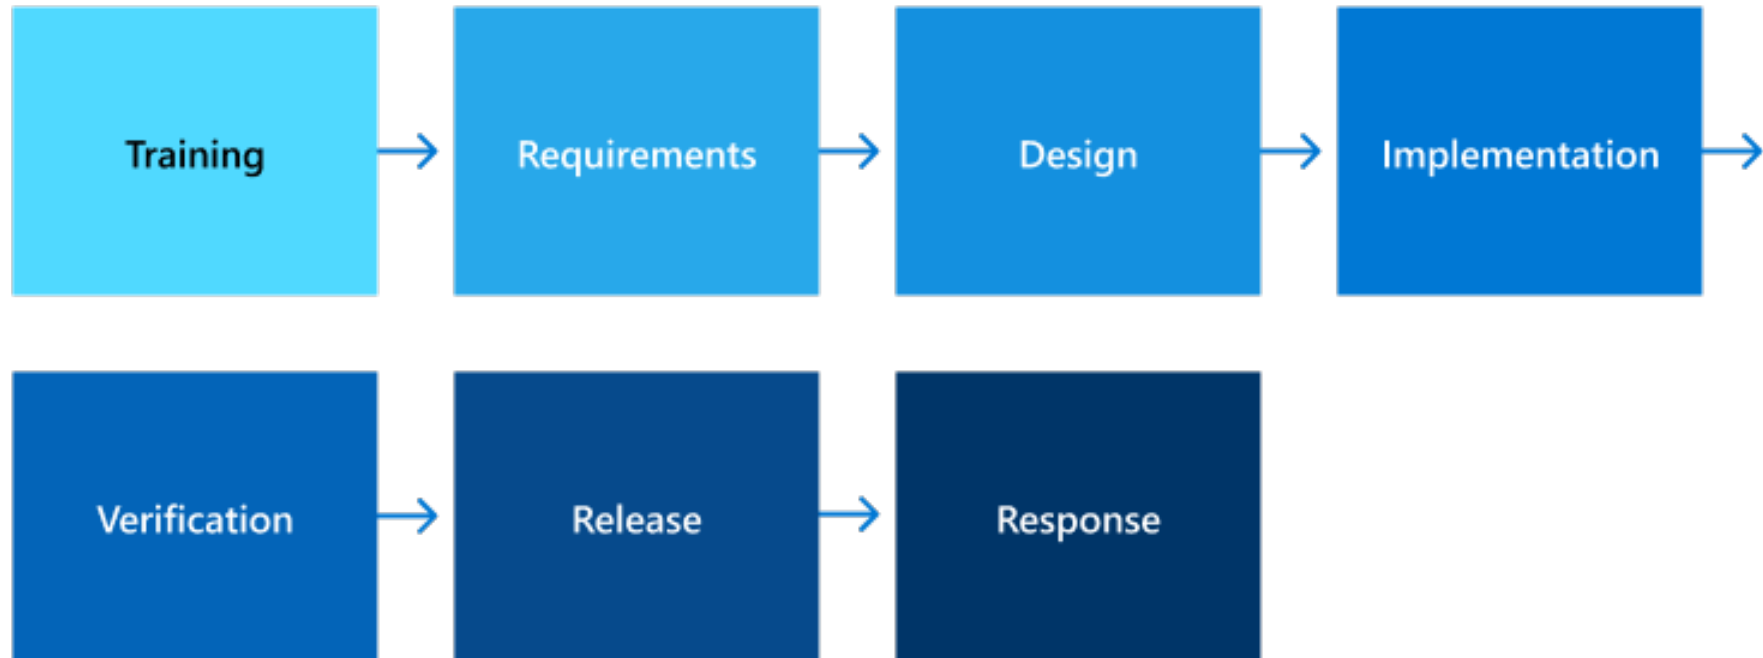 Training
Requirements
Design
Implementation
Verification
Release
Response